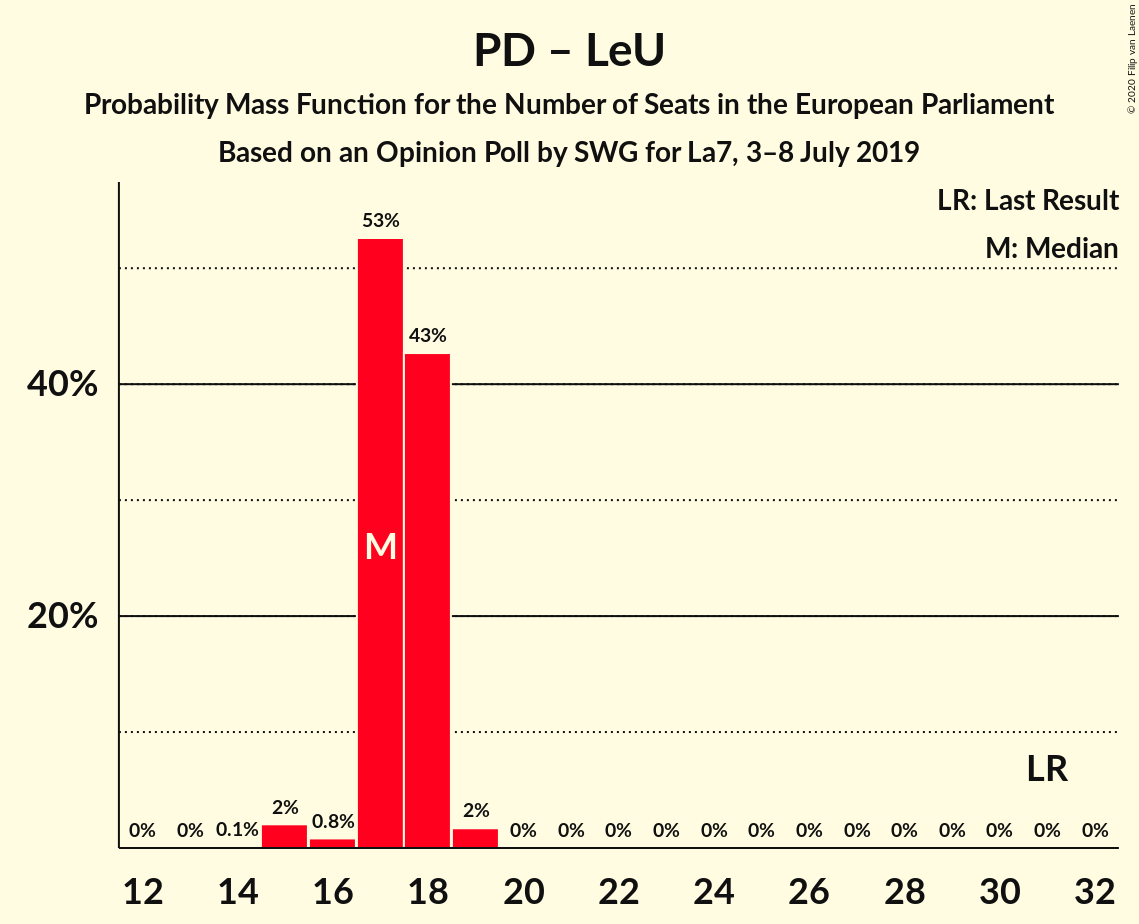 PD – LeU
Probability Mass Function for the Number of Seats in the European Parliament
Based on an Opinion Poll by SWG for La7, 3–8 July 2019
© 2020 Filip van Laenen
LR: Last Result
M: Median
53%
43%
40%
M
20%
LR
0% 0% 0.1% 2% 0.8% 2% 0% 0% 0% 0% 0% 0% 0% 0% 0% 0% 0% 0% 0%
12 14 16 18 20 22 24 26 28 30 32